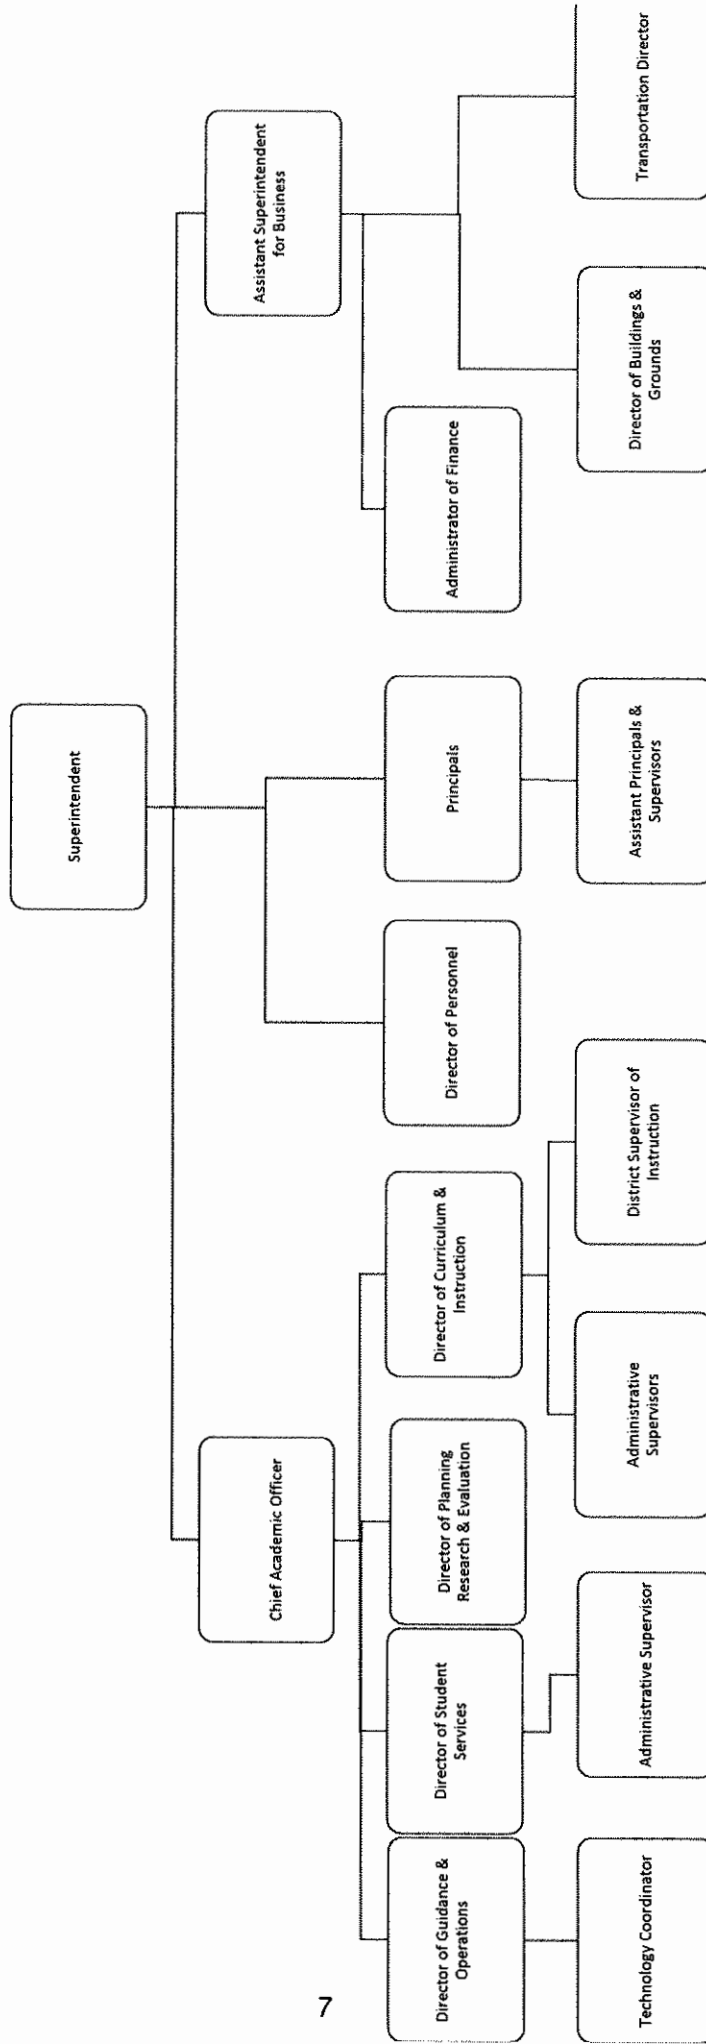 Superintendent
Chief Academic Officer
Assistant Superintendent
for Business
Director of Guidance &
Operations
Director of Student
Services
Director of Planning
Research & Evaluation
Director of Curriculum &
Instruction
Director of Personnel
Principals
Administrator of Finance
Technology Coordinator
Administrative Supervisor
Administrative
Supervisors
District Supervisor of
Instruction
Assistant Principals &
Supervisors
Director of Buildings &
Grounds
Transportation Director
7